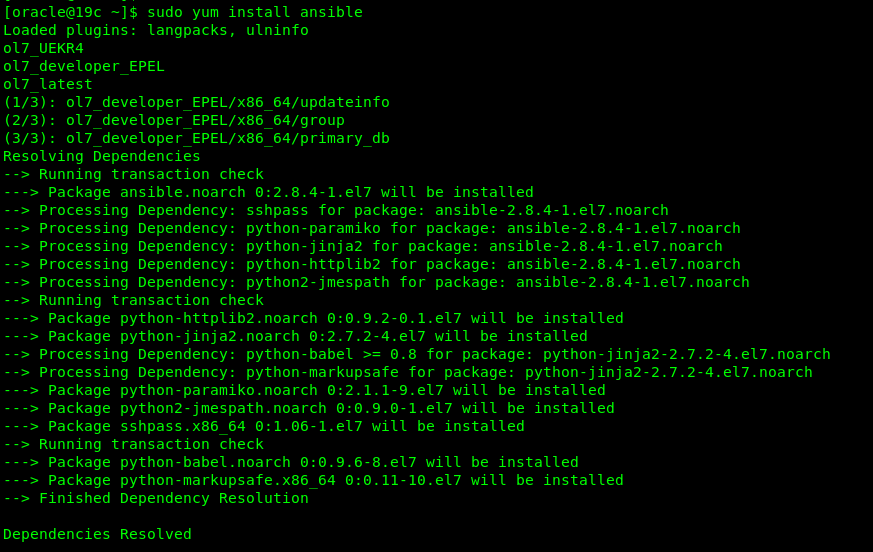 [oracle@19c ~]$ sudo yum install ansible
Loaded plugins: langpacks, ulninfo
ol7_UEKR4
ol7_developer_EPEL
ol7_latest
(1/3): ol7_developer_EPEL/x86_64/updateinfo
(2/3): ol7_developer_EPEL/x86_64/group
(3/3): ol7_developer_EPEL/x86_64/primary_db
Resolving Dependencies
--> Running transaction check
---> Package ansible.noarch 0:2.8.4-1.el7 will be installed
--> Processing Dependency: sshpass for package: ansible-2.8.4-1.el7.noarch
--> Processing Dependency: python-paramiko for package: ansible-2.8.4-1.el7.noarch
--> Processing Dependency: python-jinja2 for package: ansible-2.8.4-1.el7.noarch
--> Processing Dependency: python-httplib2 for package: ansible-2.8.4-1.el7.noarch
--> Processing Dependency: python2-jmespath for package: ansible-2.8.4-1.el7.noarch
--> Running transaction check
---> Package python-httplib2.noarch 0:0.9.2-0.1.el7 will be installed
---> Package python-jinja2.noarch 0:2.7.2-4.el7 will be installed
--> Processing Dependency: python-babel >= 0.8 for package: python-jinja2-2.7.2-4.el7.noarch
--> Processing Dependency: python-markupsafe for package: python-jinja2-2.7.2-4.el7.noarch
---> Package python-paramiko.noarch 0:2.1.1-9.el7 will be installed
---> Package python2-jmespath.noarch 0:0.9.0-1.el7 will be installed
---> Package sshpass.x86_64 0:1.06-1.el7 will be installed
--> Running transaction check
---> Package python-babel.noarch 0:0.9.6-8.el7 will be installed
---> Package python-markupsafe.x86_64 0:0.11-10.el7 will be installed
--> Finished Dependency Resolution
Dependencies Resolved